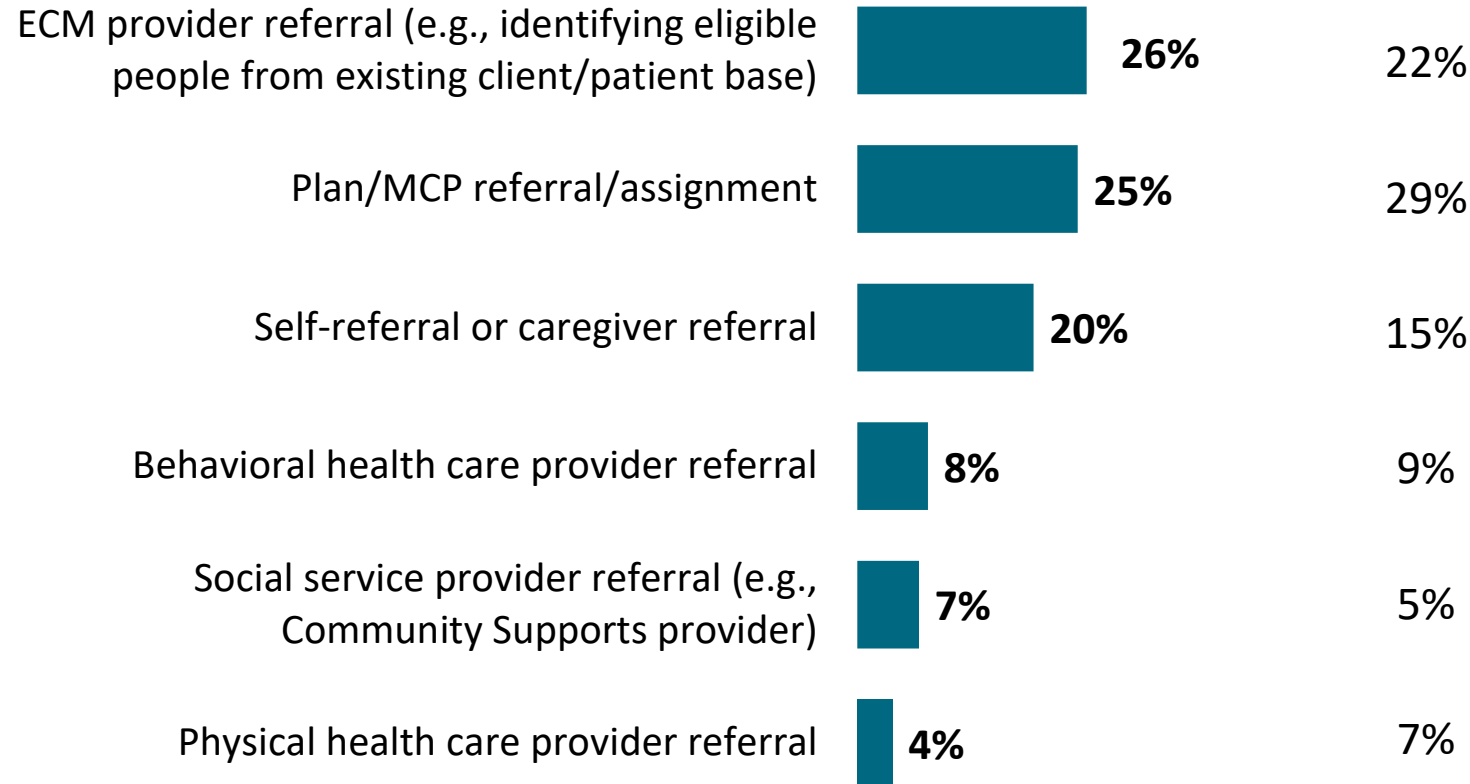 ECM provider referral (e.g., identifying eligible
people from existing client/patient base)
26%
22%
Plan/MCP referral/assignment
25%
29%
Self-referral or caregiver referral
20%
15%
Behavioral health care provider referral
8%
9%
Social service provider referral (e.g.,
Community Supports provider)
7%
5%
Physical health care provider referral
4%
7%